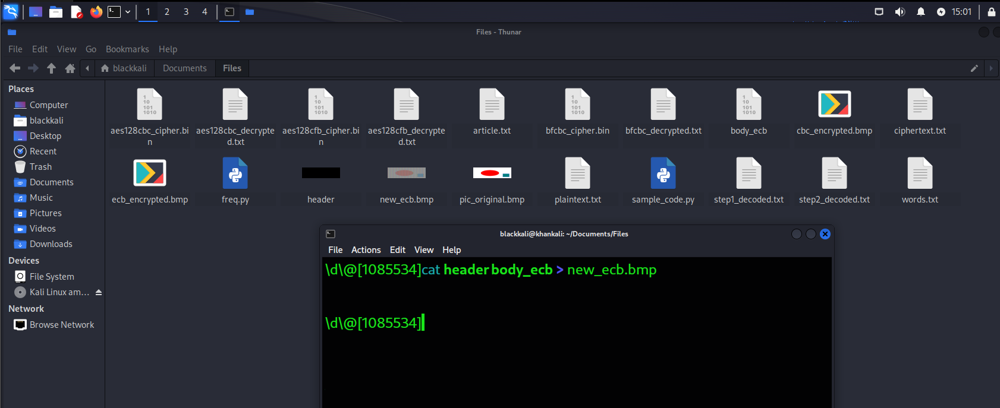 1 2 3 4 15:01
Files - Thunar
File Edit View Go Bookmarks Help
blackkali Documents Files
Places
Computer
blackkali
Desktop
Recent
Trash
Documents
Music
Pictures
Videos
Downloads
Devices
File System
Kali Linux am...
Network
Browse Network
aes128cbc_cipher.bi
n
aes128cbc_decrypte
d.txt
aes128cfb_cipher.bi
n
aes128cfb_decrypte
d.txt
article.txt
bfcbc_cipher.bin
bfcbc_decrypted.txt
body_ecb
cbc_encrypted.bmp
ciphertext.txt
ecb_encrypted.bmp
freq.py
header
new_ecb.bmp
pic_original.bmp
plaintext.txt
sample_code.py
step1_decoded.txt
step2_decoded.txt
words.txt
blackkali@khankali: ~/Documents/Files
File Actions Edit View Help
\d\@[1085534]cat header body_ecb > new_ecb.bmp
\d\@[1085534]